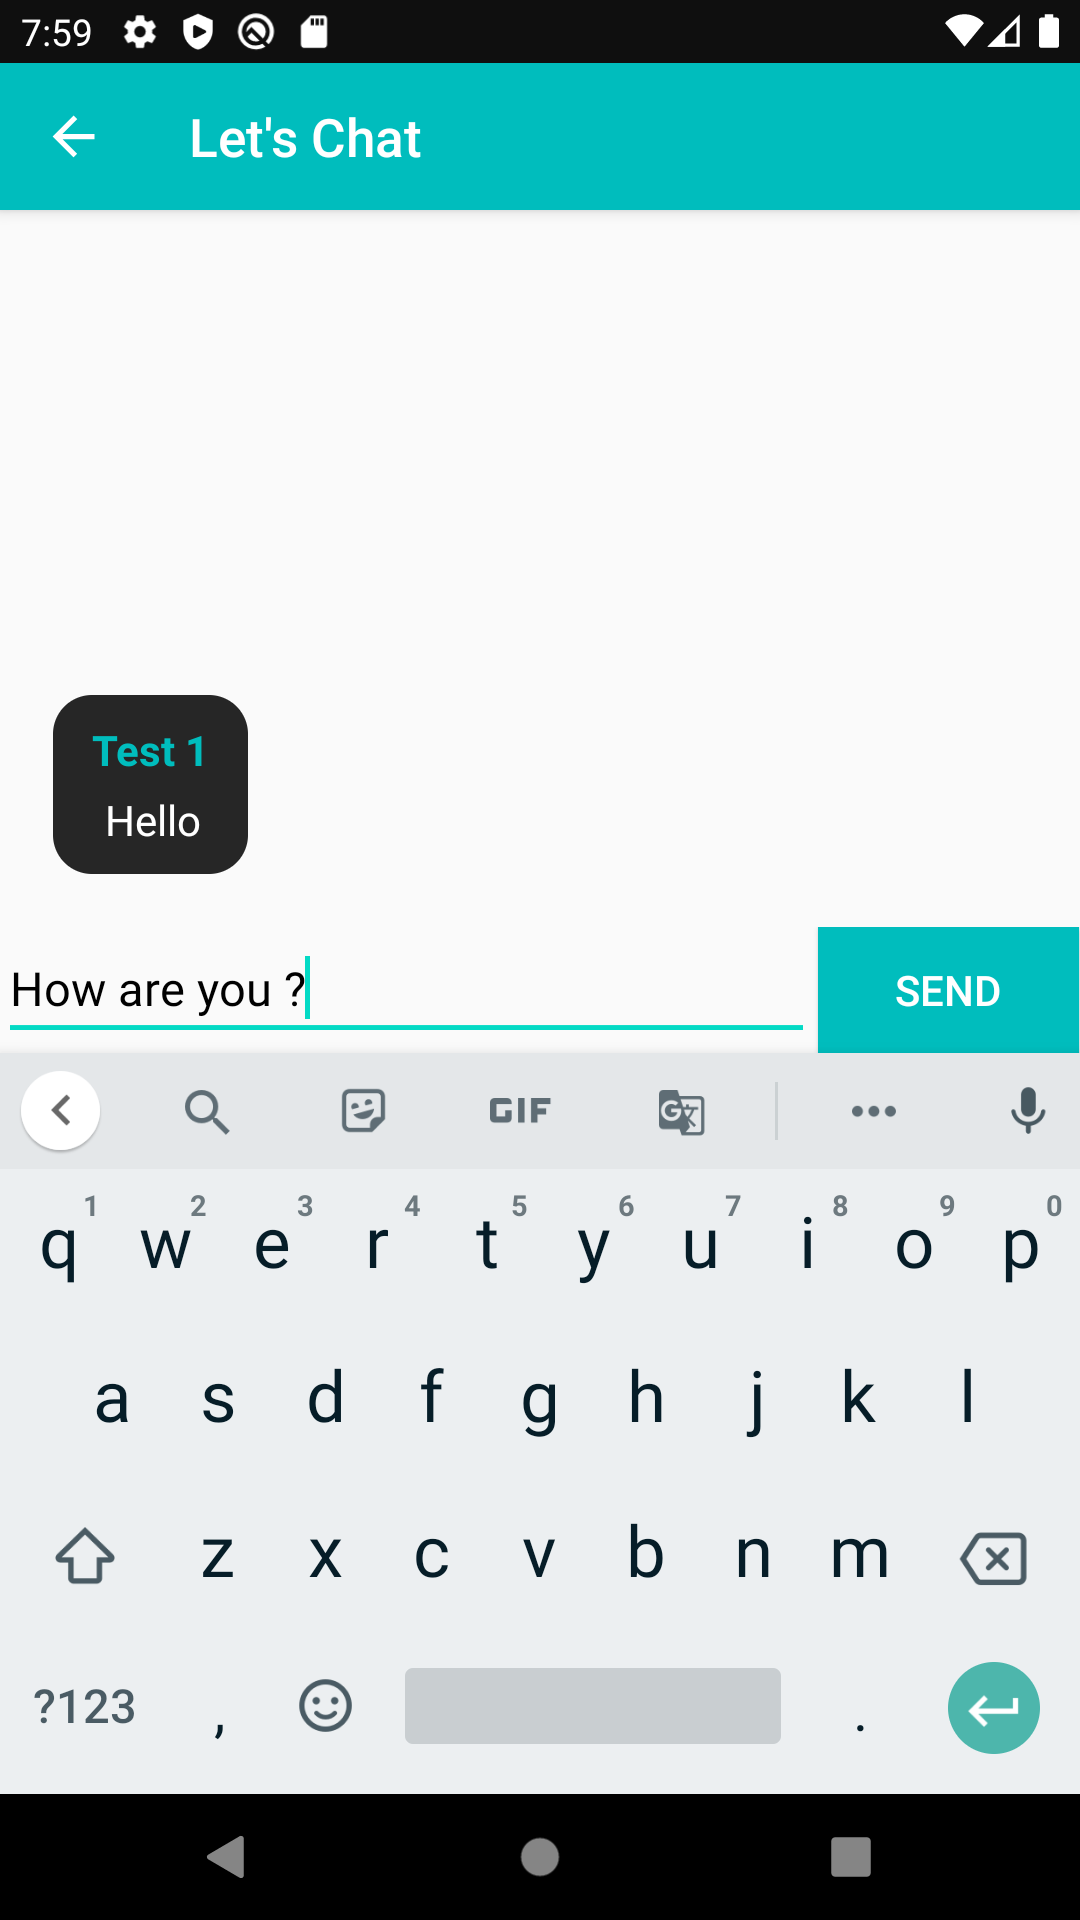 7:59
Let's Chat
Test 1
Hello
How are you ?
SEND
GIF
G
1 2 3 4 5 6 7 8 9 0
q w e r t y u i o p
a s d f g h j k l
z x c v b n m
?123 , .